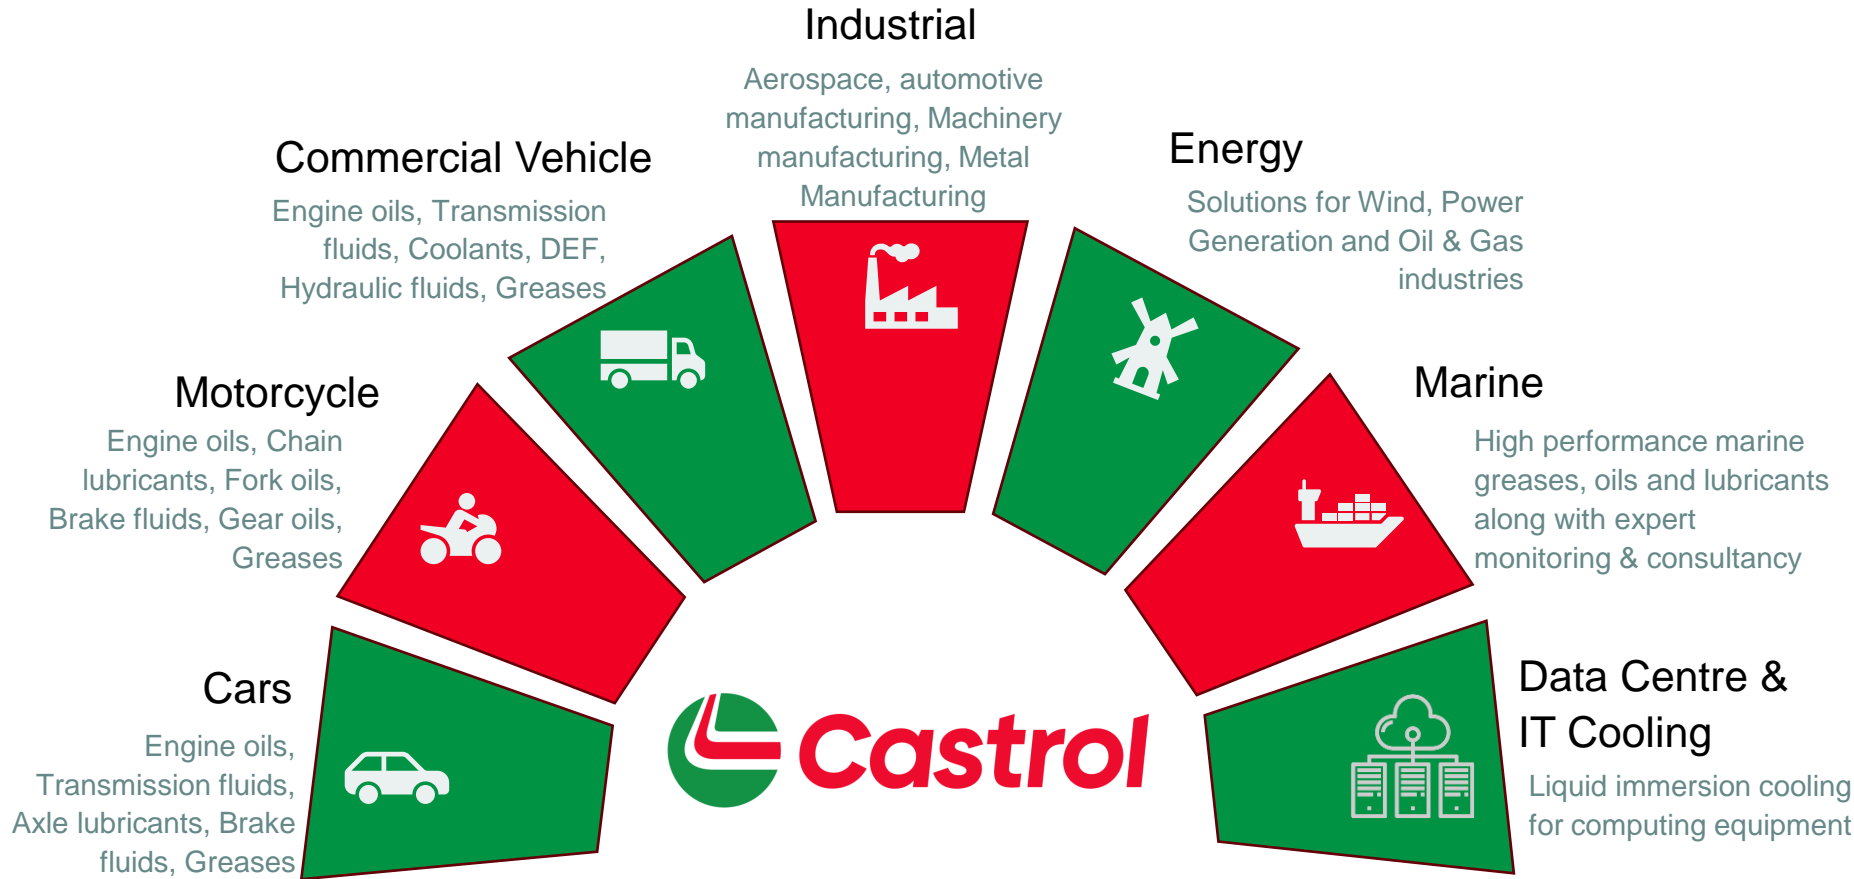 Industrial
Aerospace, automotive
manufacturing, Machinery
manufacturing, Metal
Manufacturing
Commercial Vehicle
Engine oils, Transmission
fluids, Coolants, DEF,
Hydraulic fluids, Greases
Energy
Solutions for Wind, Power
Generation and Oil & Gas
industries
Motorcycle
Engine oils, Chain
lubricants, Fork oils,
Brake fluids, Gear oils,
Greases
Marine
High performance marine
greases, oils and lubricants
along with expert
monitoring & consultancy
Cars
Engine oils,
Transmission fluids,
Axle lubricants, Brake
fluids, Greases
Castrol
Data Centre &
IT Cooling
Liquid immersion cooling
for computing equipment